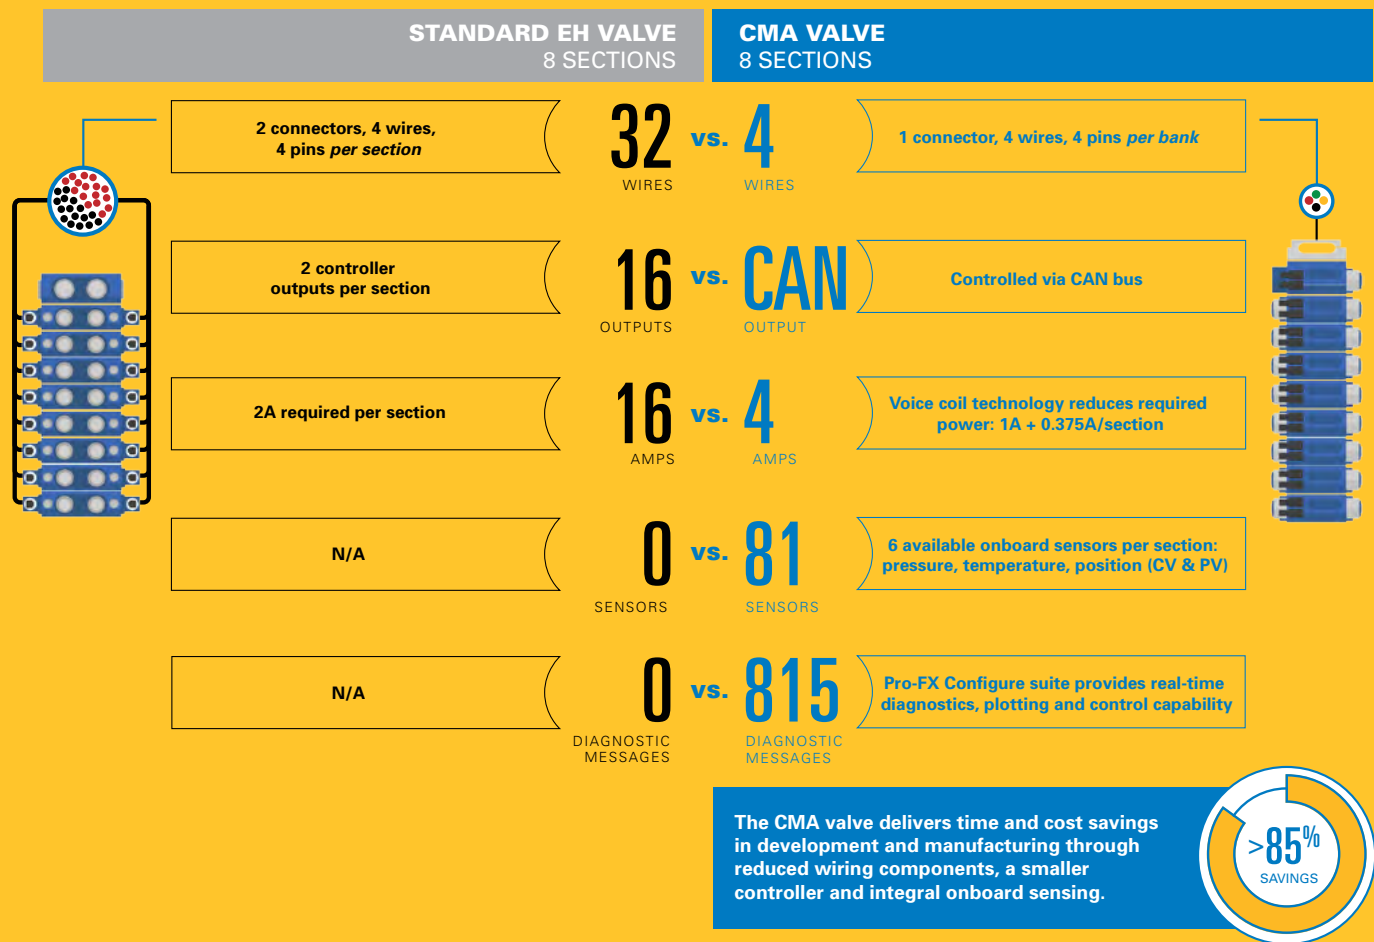 STANDARD EH VALVE
8 SECTIONS
CMA VALVE
8 SECTIONS
2 connectors, 4 wires,
4 pins per section
32
WIRES
vs.
4
WIRES
1 connector, 4 wires, 4 pins per bank
2 controller
outputs per section
16
OUTPUTS
vs.
CAN
OUTPUT
Controlled via CAN bus
2A required per section
16
AMPS
vs.
4
AMPS
Voice coil technology reduces required
power: 1A + 0.375A/section
N/A
0
SENSORS
vs.
81
SENSORS
6 available onboard sensors per section:
pressure, temperature, position (CV & PV)
N/A
0
DIAGNOSTIC
MESSAGES
vs.
815
DIAGNOSTIC
MESSAGES
Pro-FX Configure suite provides real-time
diagnostics, plotting and control capability
The CMA valve delivers time and cost savings
in development and manufacturing through
reduced wiring components, a smaller
controller and integral onboard sensing.
>85%
SAVINGS